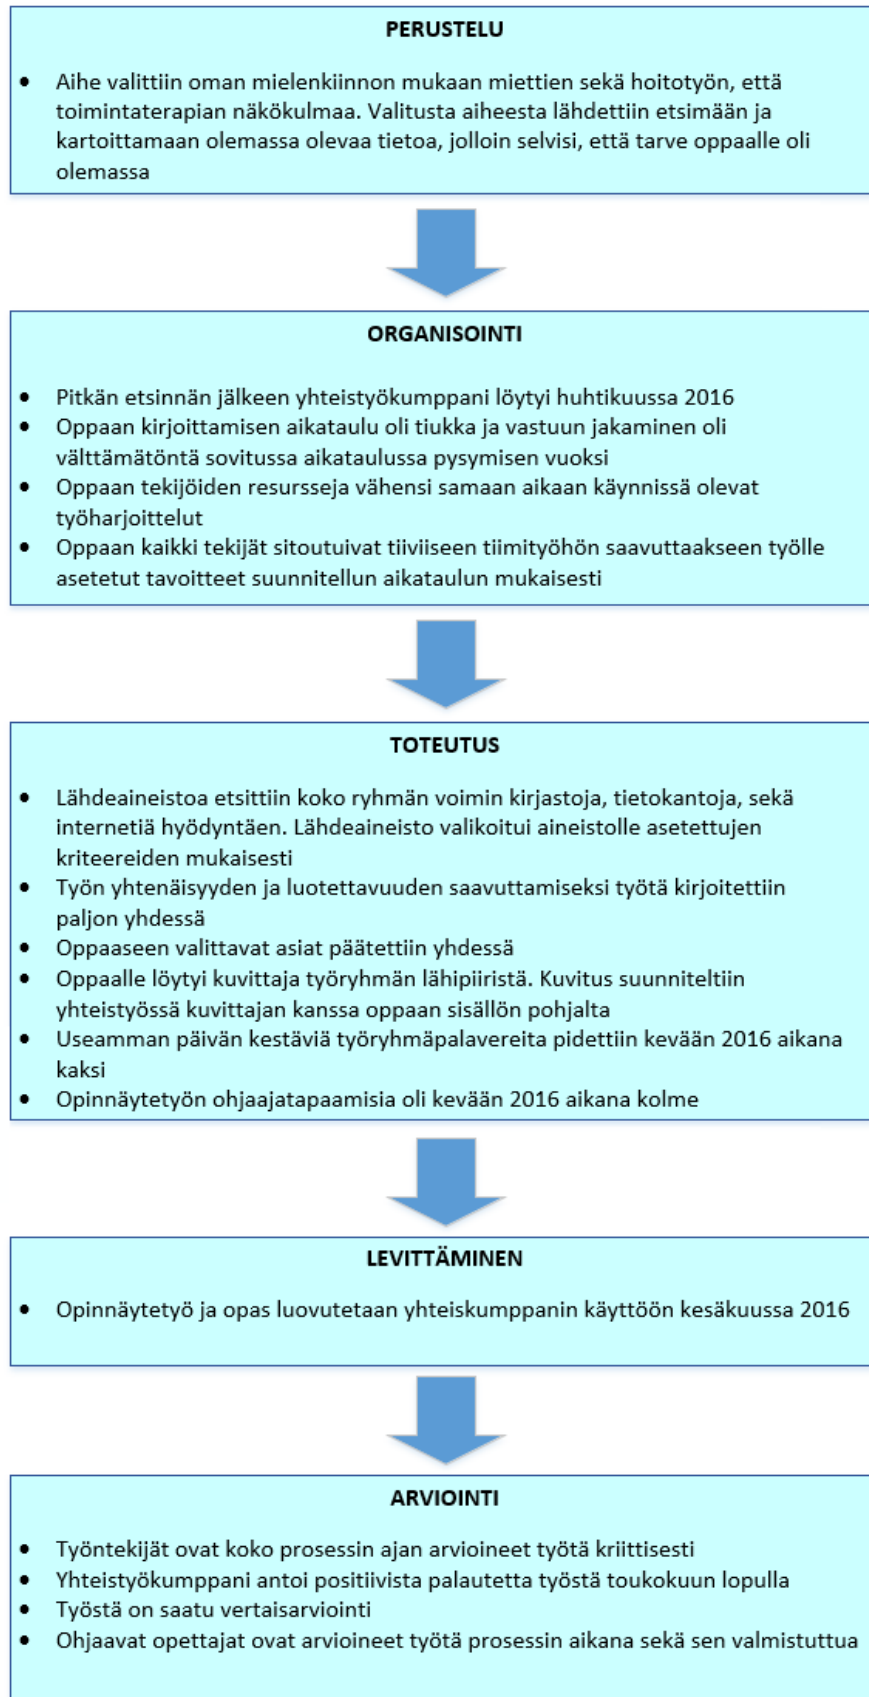 PERUSTELU
• Aihe valittiin oman mielenkiinnon mukaan miettien sekä hoitotyön, että
toimintaterapian näkökulmaa. Valitusta aiheesta lähdettiin etsimään ja
kartoittamaan olemassa olevaa tietoa, jolloin selvisi, että tarve oppaalle oli
olemassa
ORGANISOINTI
• Pitkän etsinnän jälkeen yhteistyökumppani löytyi huhtikuussa 2016
• Oppaan kirjoittamisen aikataulu oli tiukka ja vastuun jakaminen oli
välttämätöntä sovitussa aikataulussa pysymisen vuoksi
• Oppaan tekijöiden resursseja vähensi samaan aikaan käynnissä olevat
työharjoittelut
• Oppaan kaikki tekijät sitoutuivat tiiviiseen tiimityöhön saavuttaakseen työlle
asetetut tavoitteet suunnitellun aikataulun mukaisesti
TOTEUTUS
• Lähdeaineistoa etsittiin koko ryhmän voimin kirjastoja, tietokantoja, sekä
internetiä hyödyntäen. Lähdeaineisto valikoitui aineistolle asetettujen
kriteereiden mukaisesti
• Työn yhtenäisyyden ja luotettavuuden saavuttamiseksi työtä kirjoitettiin
paljon yhdessä
• Oppaaseen valittavat asiat päätettiin yhdessä
• Oppaalle löytyi kuvittaja työryhmän lähipiiristä. Kuvitus suunniteltiin
yhteistyössä kuvittajan kanssa oppaan sisällön pohjalta
• Useamman päivän kestäviä työryhmäpalavereita pidettiin kevään 2016 aikana
kaksi
• Opinnäytetyön ohjaajatapaamisia oli kevään 2016 aikana kolme
LEVITTÄMINEN
• Opinnäytetyö ja opas luovutetaan yhteiskumppanin käyttöön kesäkuussa 2016
ARVIOINTI
• Työntekijät ovat koko prosessin ajan arvioineet työtä kriittisesti
• Yhteistyökumppani antoi positiivista palautetta työstä toukokuun lopulla
• Työstä on saatu vertaisarviointi
• Ohjaavat opettajat ovat arvioineet työtä prosessin aikana sekä sen valmistuttua